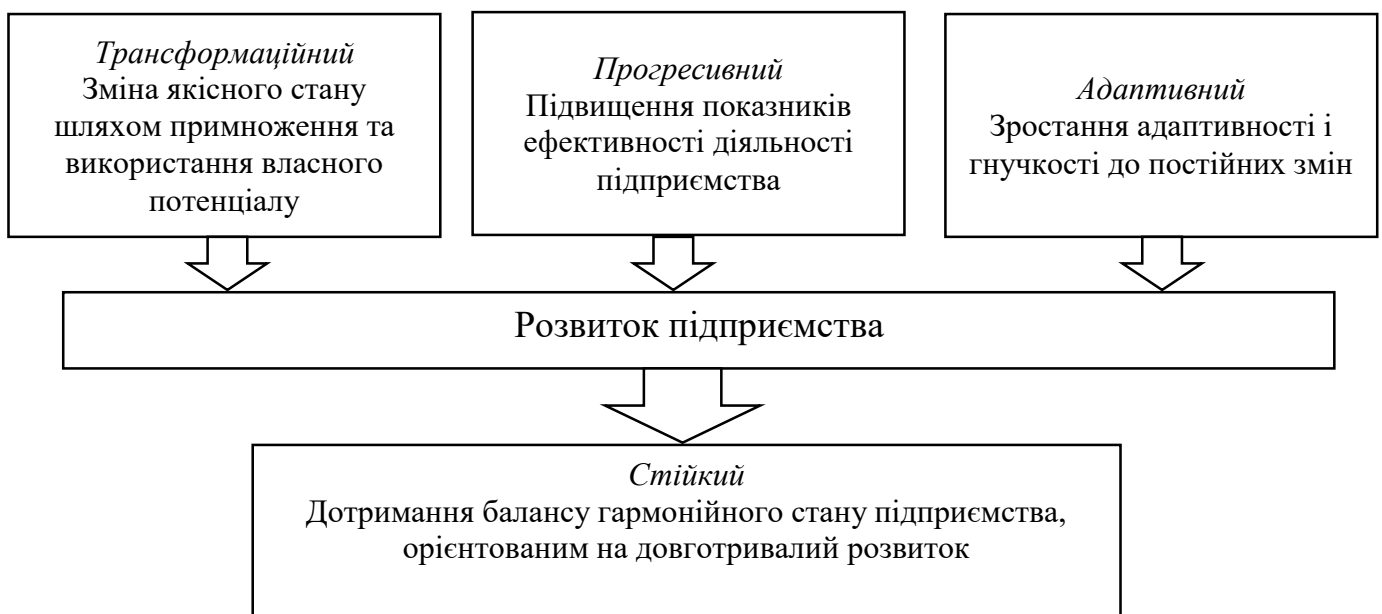 Трансформаційний
Зміна якісного стану
шляхом примноження та
використання власного
потенціалу
Прогресивний
Підвищення показників
ефективності діяльності
підприємства
Адаптивний
Зростання адаптивності і
гнучкості до постійних змін
Розвиток підприємства
Стійкий
Дотримання балансу гармонійного стану підприємства,
орієнтованим на довготривалий розвиток